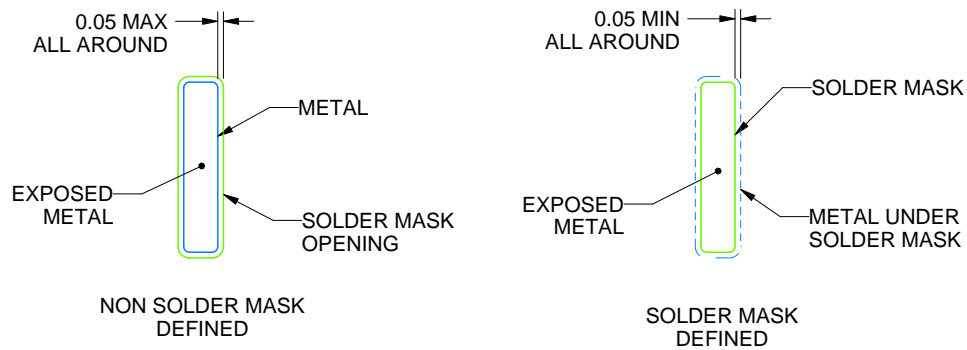 0.05 MAX
ALL AROUND
METAL
EXPOSED
METAL
SOLDER MASK
OPENING
NON SOLDER MASK
DEFINED
0.05 MIN
ALL AROUND
SOLDER MASK
EXPOSED
METAL
METAL UNDER
SOLDER MASK
SOLDER MASK
DEFINED